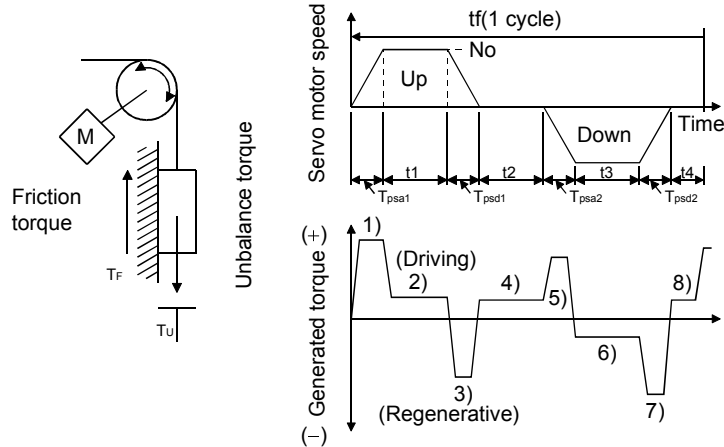 M
Friction
torque
TF
Unbalance torque
TU
Servo motor speed
tf(1 cycle)
No
Up
Down
Time
t1
t2
t3
t4
Tpsa1
Tpsd1
Tpsa2
Tpsd2
Generated torque
(+)
(−)
1)
(Driving)
2)
3)
4)
5)
6)
7)
8)
(Regenerative)